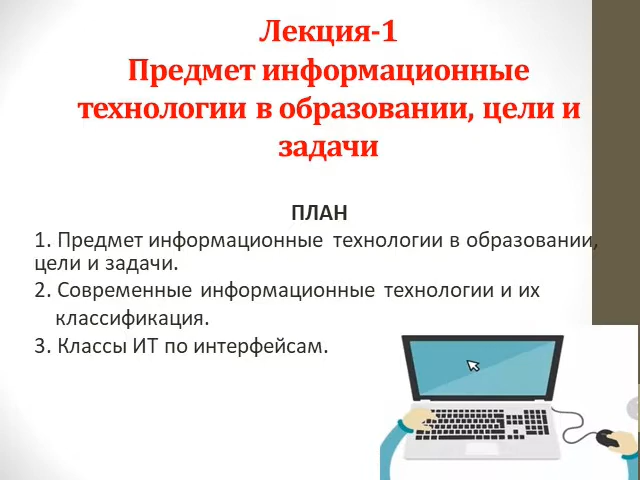 Лекция-1
Предмет информационные
технологии в образовании, цели и
задачи
ПЛАН
1. Предмет информационные технологии в образовании,
цели и задачи.
2. Современные информационные технологии и их
классификация.
3. Классы ИТ по интерфейсам.